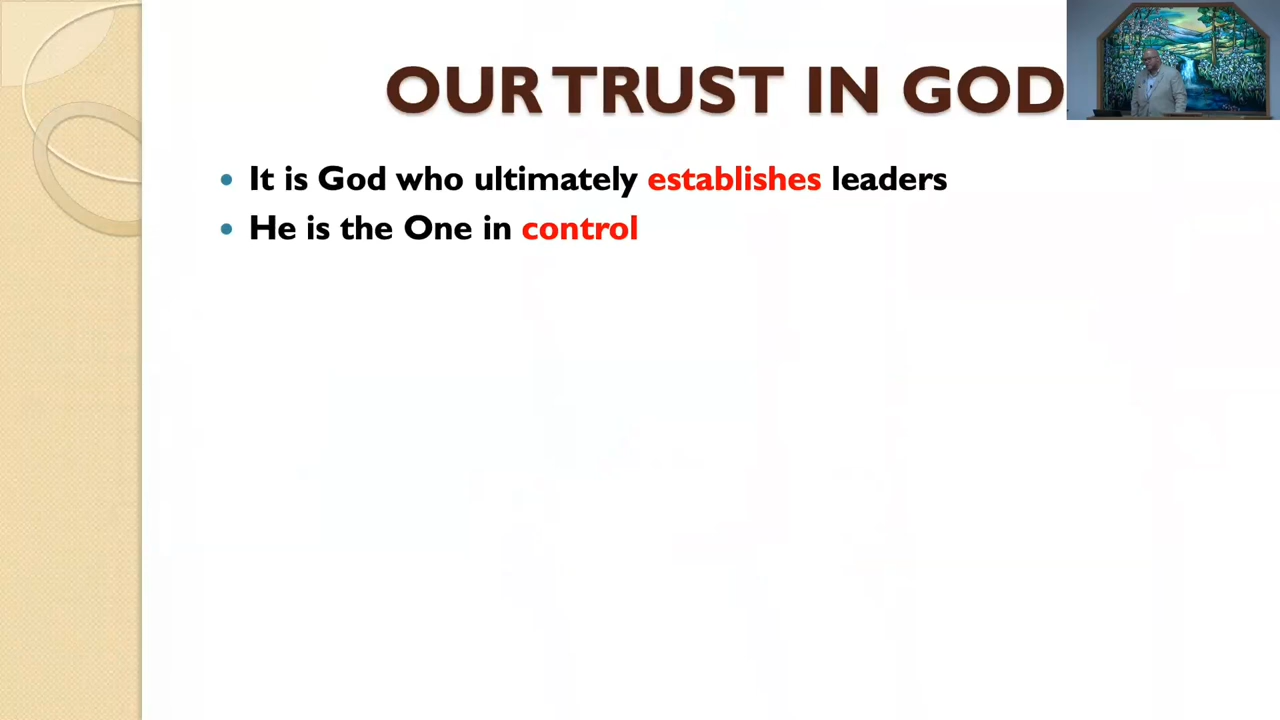 OUR TRUST IN GOD
• It is God who ultimately establishes leaders
• He is the One in control